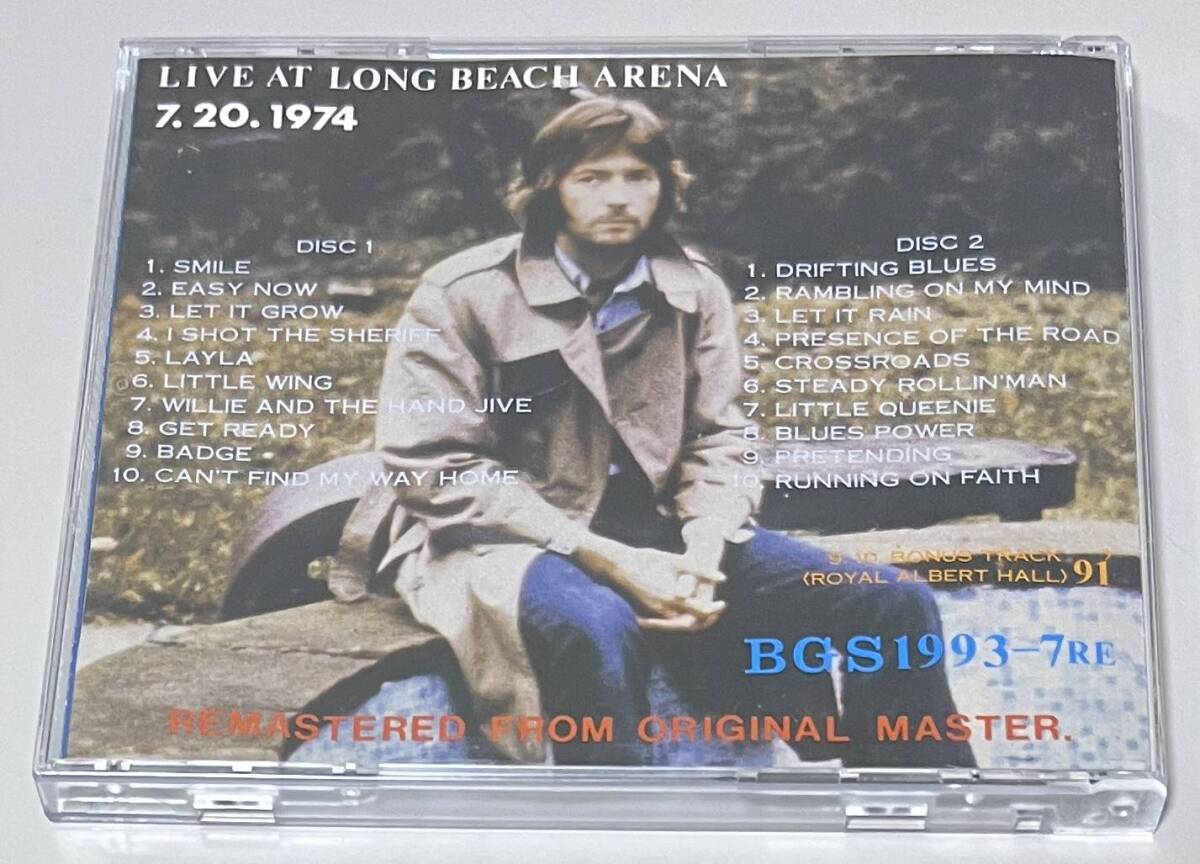 LIVE AT LONG BEACH ARENA
7.20.1974
DISC 1
1. SMILE
2. EASY NOW
3. LET IT GROW
4. I SHOT THE SHERIFF
5. LAYLA
6. LITTLE WING
7. WILLIE AND THE HAND JIVE
8. GET READY
9. BADGE
10. CAN'T FIND MY WAY HOME
DISC 2
1. DRIFTING BLUES
2. RAMBLING ON MY MIND
3. LET IT RAIN
4. PRESENCE OF THE ROAD
5. CROSSROADS
6. STEADY ROLLIN'MAN
7. LITTLE QUEENIE
8. BLUES POWER
9. PRETENDING
10. RUNNING ON FAITH
9 10 BONUS TRACK
(ROYAL ALBERT HALL) 91
BGS1993-7RE
REMASTERED FROM ORIGINAL MASTER.